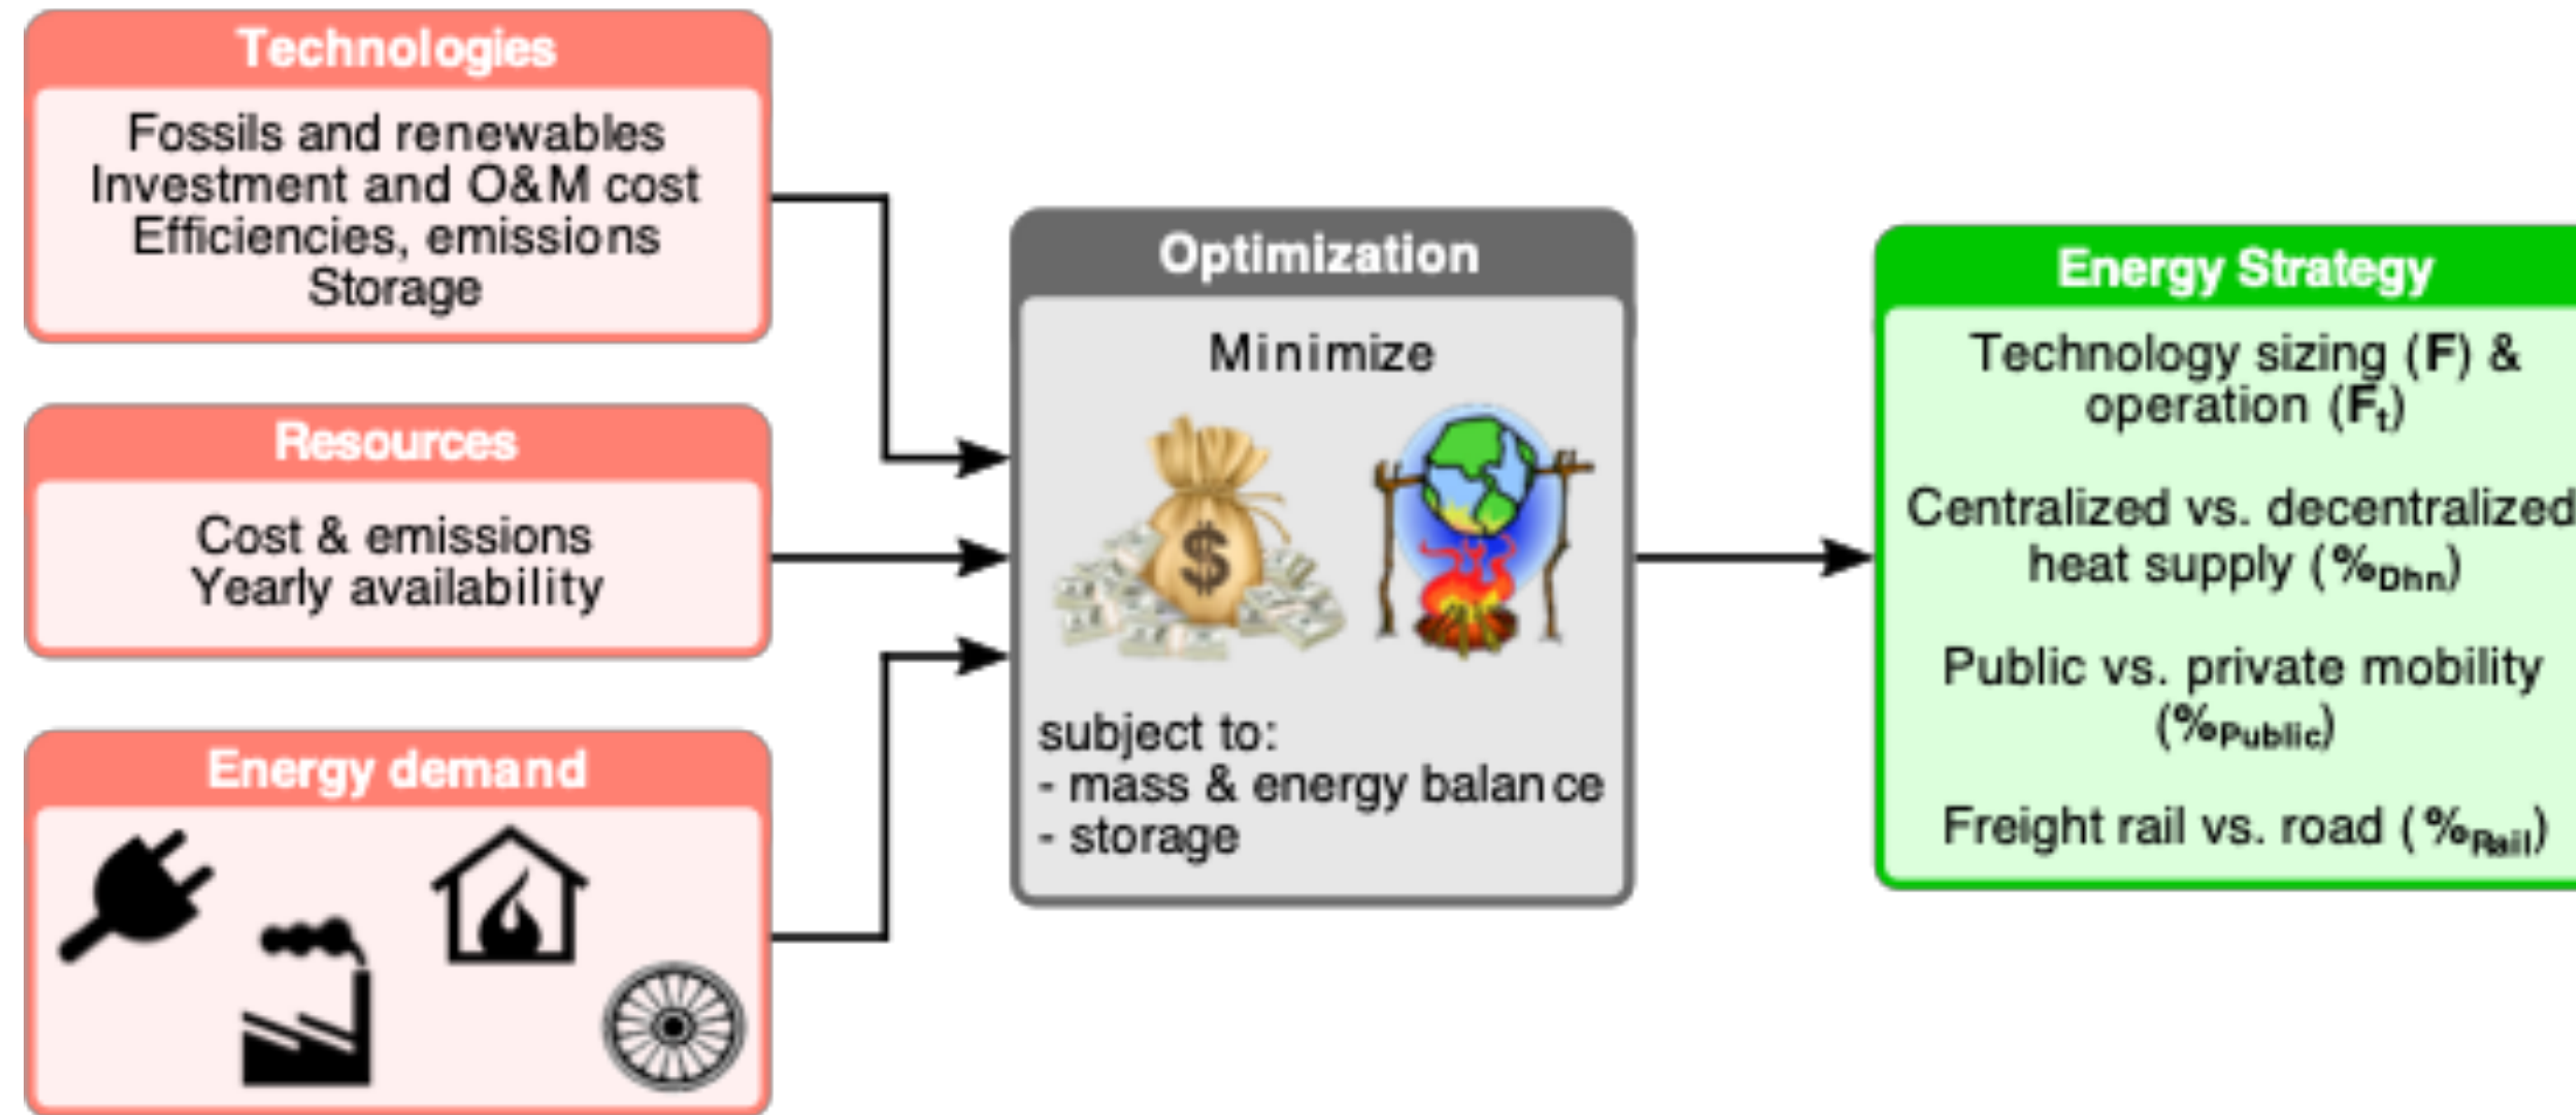 Technologies
Fossils and renewables
Investment and O&M cost
Efficiencies, emissions
Storage
Resources
Cost & emissions
Yearly availability
Energy demand
Optimization
Minimize
$
subject to:
- mass & energy balance
- storage
Energy Strategy
Technology sizing (F) &
operation (Ft)
Centralized vs. decentralized
heat supply (%Dhn)
Public vs. private mobility
(%Public)
Freight rail vs. road (%Rail)